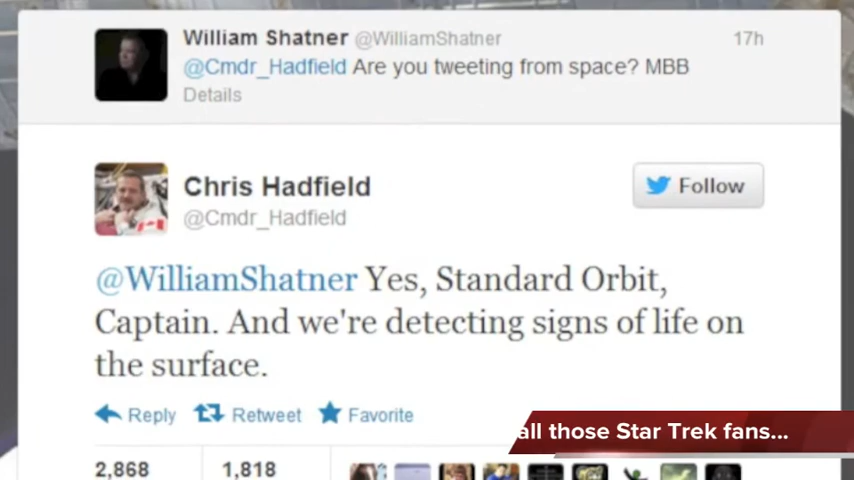 William Shatner @WilliamShatner 17h
@Cmdr_Hadfield Are you tweeting from space? MBB
Details
Chris Hadfield
@Cmdr_Hadfield
Follow
@WilliamShatner Yes, Standard Orbit,
Captain. And we're detecting signs of life on
the surface.
Reply Retweet Favorite
all those Star Trek fans...
2,868 1,818